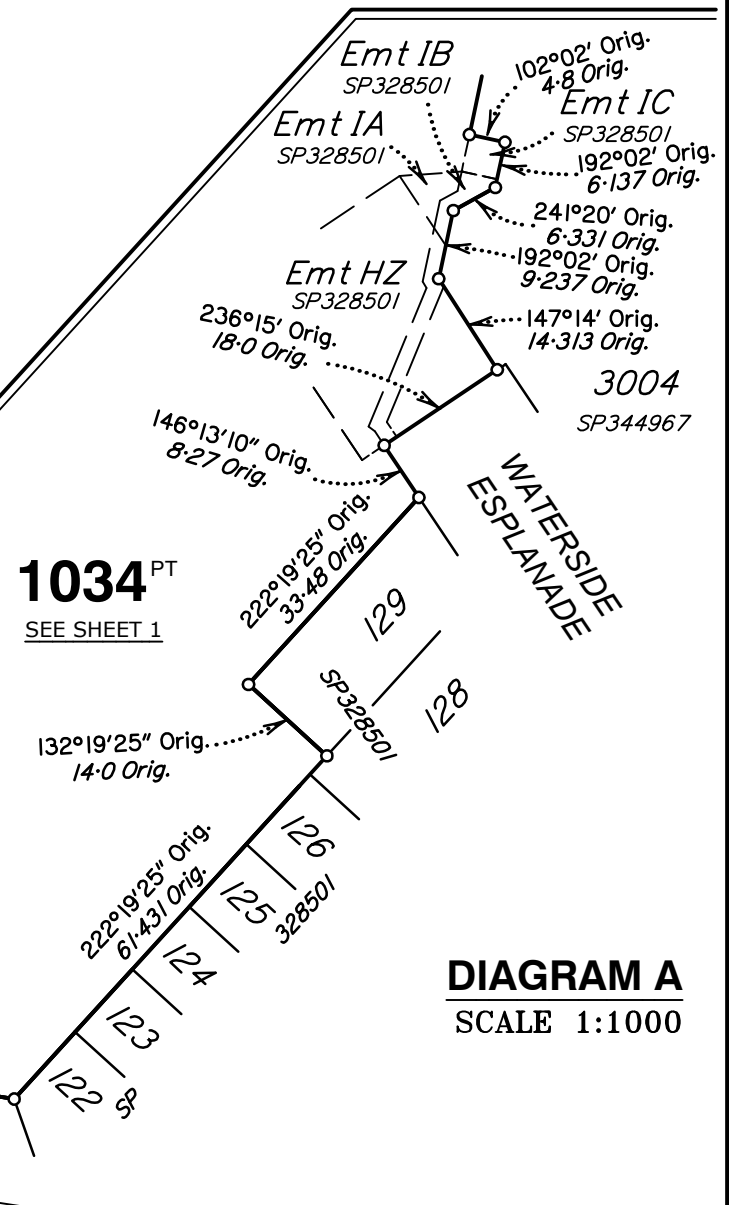 Emt IB
SP328501
102°02' Orig.
4·8 Orig.
Emt IC
SP328501
Emt IA
SP328501
192°02' Orig.
6·137 Orig.
241°20' Orig.
6·331 Orig.
192°02' Orig.
9·237 Orig.
Emt HZ
SP328501
236°15' Orig.
18·0 Orig.
147°14' Orig.
14·313 Orig.
3004
SP344967
146°13'10" Orig.
8·27 Orig.
WATERSIDE
ESPLANADE
222°19'25" Orig.
33·48 Orig.
1034 PT
SEE SHEET 1
129
128
SP328501
132°19'25" Orig.
14·0 Orig.
126
125
328501
222°19'25" Orig.
61·431 Orig.
124
123
122
SP
DIAGRAM A
SCALE 1:1000